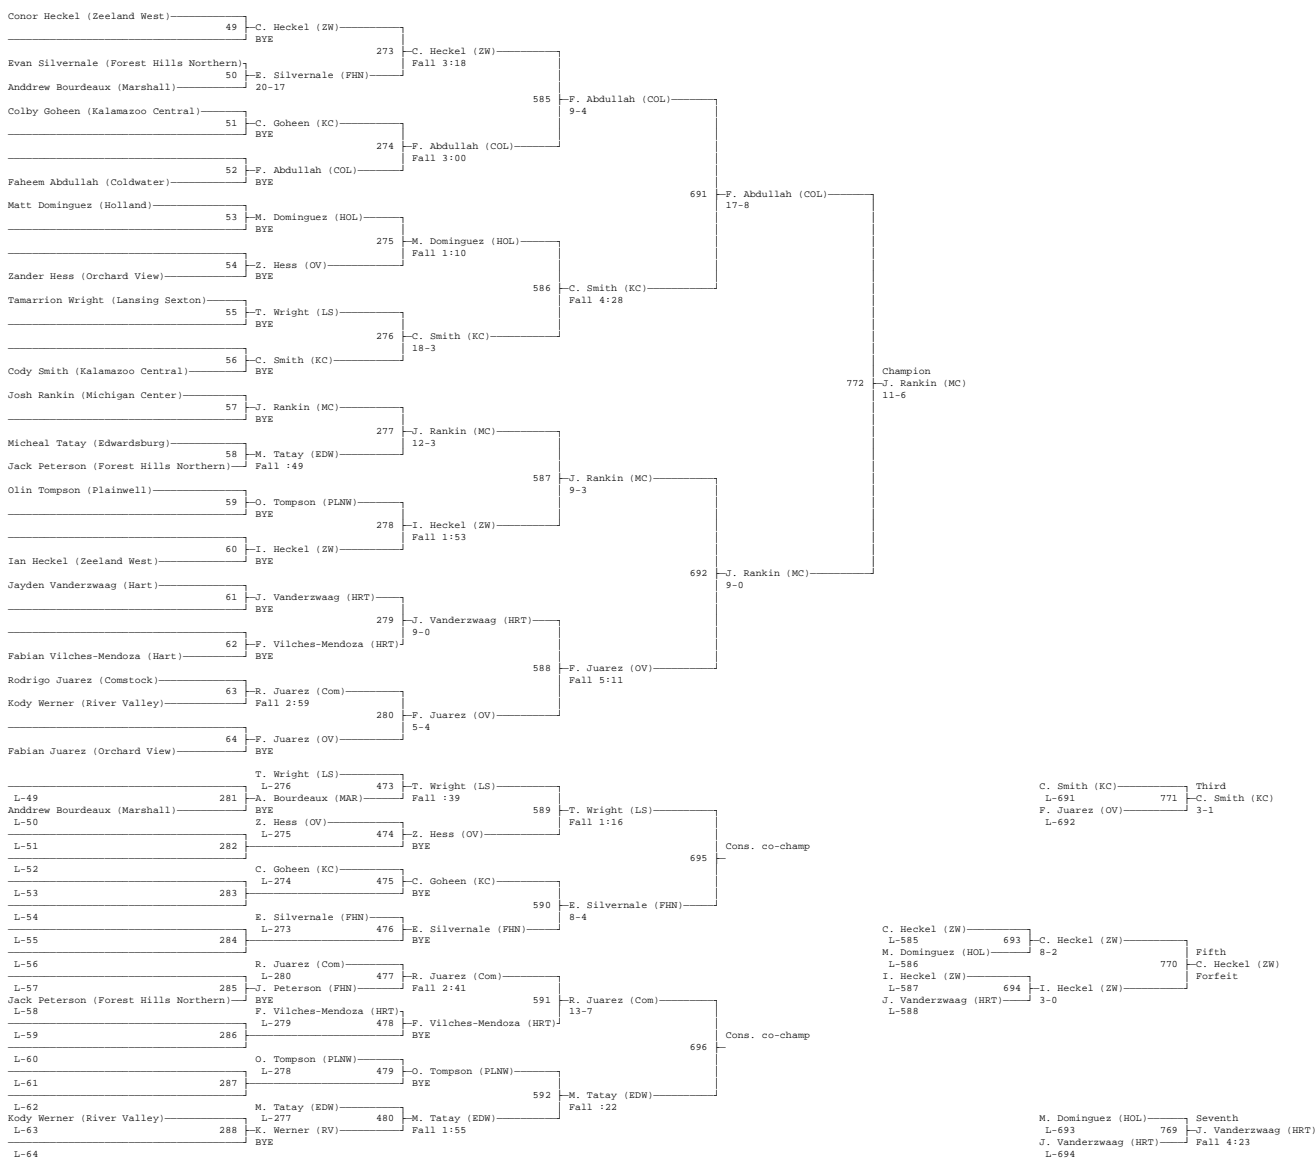 Conor Heckel (Zeeland West)
49 C. Heckel (ZW)
BYE
273 C. Heckel (ZW)
Fall 3:18
Evan Silvernale (Forest Hills Northern)
50 E. Silvernale (FHN)
Anddrew Bourdeaux (Marshall) 20-17
585 F. Abdullah (COL)
9-4
Colby Goheen (Kalamazoo Central)
51 C. Goheen (KC)
BYE
274 F. Abdullah (COL)
Fall 3:00
52 F. Abdullah (COL)
Faheem Abdullah (Coldwater) BYE
691 F. Abdullah (COL)
17-8
Matt Dominguez (Holland)
53 M. Dominguez (HOL)
BYE
275 M. Dominguez (HOL)
Fall 1:10
54 Z. Hess (OV)
Zander Hess (Orchard View) BYE
586 C. Smith (KC)
Fall 4:28
Tamarrion Wright (Lansing Sexton)
55 T. Wright (LS)
BYE
276 C. Smith (KC)
18-3
56 C. Smith (KC)
Cody Smith (Kalamazoo Central) BYE
Champion
772 J. Rankin (MC)
11-6
Josh Rankin (Michigan Center)
57 J. Rankin (MC)
BYE
277 J. Rankin (MC)
12-3
Micheal Tatay (Edwardsburg)
58 M. Tatay (EDW)
Jack Peterson (Forest Hills Northern) Fall :49
587 J. Rankin (MC)
9-3
Olin Tompson (Plainwell)
59 O. Tompson (PLNW)
BYE
278 I. Heckel (ZW)
Fall 1:53
60 I. Heckel (ZW)
Ian Heckel (Zeeland West) BYE
692 J. Rankin (MC)
9-0
Jayden Vanderzwaag (Hart)
61 J. Vanderzwaag (HRT)
BYE
279 J. Vanderzwaag (HRT)
9-0
62 F. Vilches-Mendoza (HRT)
Fabian Vilches-Mendoza (Hart) BYE
588 F. Juarez (OV)
Fall 5:11
Rodrigo Juarez (Comstock)
63 R. Juarez (Com)
Kody Werner (River Valley) Fall 2:59
280 F. Juarez (OV)
5-4
64 F. Juarez (OV)
Fabian Juarez (Orchard View) BYE
T. Wright (LS)
L-276 473 T. Wright (LS)
L-49 281 A. Bourdeaux (MAR) Fall :39
Anddrew Bourdeaux (Marshall) BYE
589 T. Wright (LS)
Fall 1:16
L-50 Z. Hess (OV)
L-275 474 Z. Hess (OV)
L-51 282 BYE
695 Cons. co-champ
L-52 C. Goheen (KC)
L-274 475 C. Goheen (KC)
L-53 283 BYE
590 E. Silvernale (FHN)
8-4
L-54 E. Silvernale (FHN)
L-273 476 E. Silvernale (FHN)
L-55 284 BYE
L-56 R. Juarez (Com)
L-280 477 R. Juarez (Com)
L-57 285 J. Peterson (FHN) Fall 2:41
Jack Peterson (Forest Hills Northern) BYE
591 R. Juarez (Com)
13-7
L-58 F. Vilches-Mendoza (HRT)
L-279 478 F. Vilches-Mendoza (HRT)
L-59 286 BYE
696 Cons. co-champ
L-60 O. Tompson (PLNW)
L-278 479 O. Tompson (PLNW)
L-61 287 BYE
592 M. Tatay (EDW)
Fall :22
L-62 M. Tatay (EDW)
Kody Werner (River Valley) L-277 480 M. Tatay (EDW)
L-63 288 K. Werner (RV) Fall 1:55
BYE
L-64
C. Smith (KC) Third
L-691 771 C. Smith (KC)
F. Juarez (OV) 3-1
L-692
C. Heckel (ZW)
L-585 693 C. Heckel (ZW)
M. Dominguez (HOL) 8-2 Fifth
L-586 770 C. Heckel (ZW)
I. Heckel (ZW) Forfeit
L-587 694 I. Heckel (ZW)
J. Vanderzwaag (HRT) 3-0
L-588
M. Dominguez (HOL) Seventh
L-693 769 J. Vanderzwaag (HRT)
J. Vanderzwaag (HRT) Fall 4:23
L-694